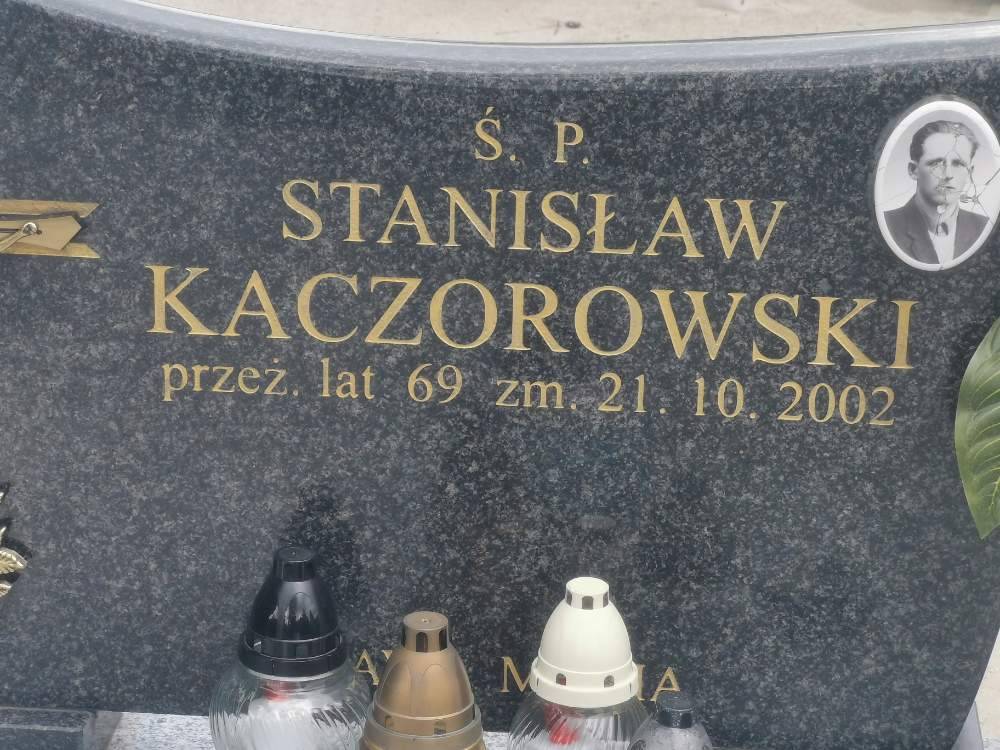 Ś. P.
STANISŁAW
KACZOROWSKI
przeż. lat 69 zm. 21. 10. 2002